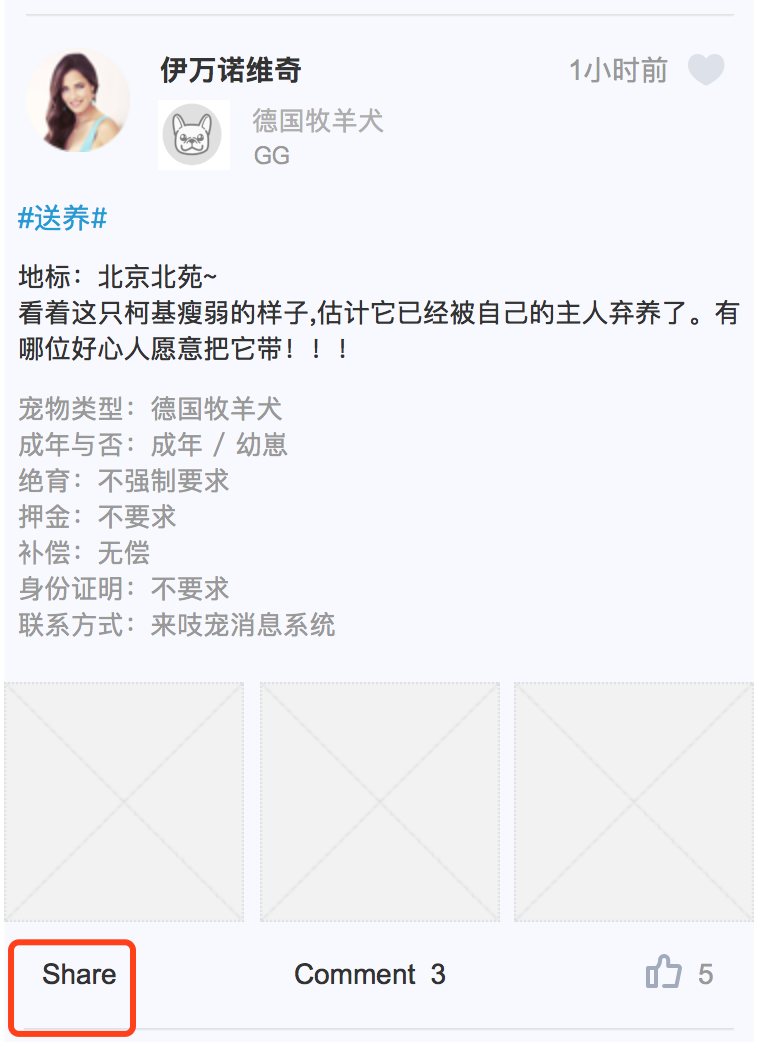 伊万诺维奇
1小时前
德国牧羊犬
GG
#送养#
地标：北京北苑~
看着这只柯基瘦弱的样子,估计它已经被自己的主人弃养了。有
哪位好心人愿意把它带！！！
宠物类型：德国牧羊犬
成年与否：成年 / 幼崽
绝育：不强制要求
押金：不要求
补偿：无偿
身份证明：不要求
联系方式：来吱宠消息系统
Share Comment 3 5